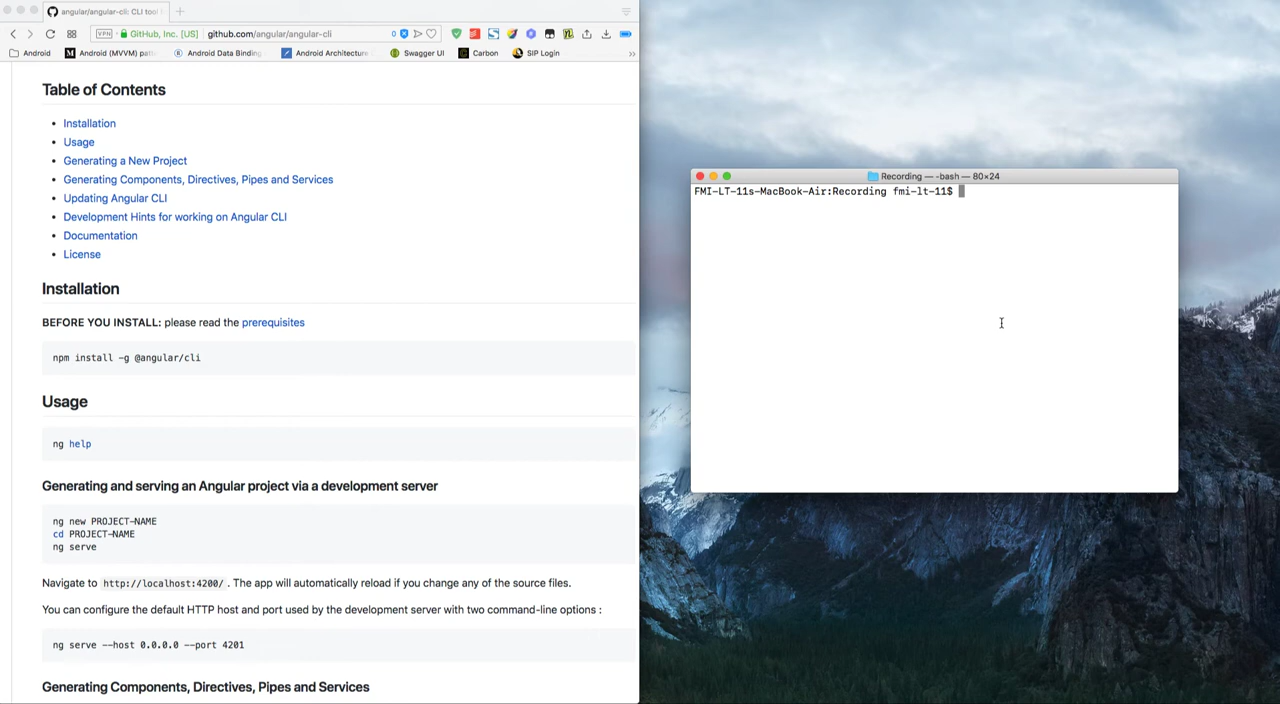 angular/angular-cli: CLI tool
VPN GitHub, Inc. [US] github.com/angular/angular-cli 0
Android Android (MVVM) patt Android Data Binding Android Architecture Swagger UI Carbon SIP Login »
Table of Contents
• Installation
• Usage
• Generating a New Project
• Generating Components, Directives, Pipes and Services
• Updating Angular CLI
• Development Hints for working on Angular CLI
• Documentation
• License
Installation
BEFORE YOU INSTALL: please read the prerequisites
npm install -g @angular/cli
Usage
ng help
Generating and serving an Angular project via a development server
ng new PROJECT-NAME
cd PROJECT-NAME
ng serve
Navigate to http://localhost:4200/ . The app will automatically reload if you change any of the source files.
You can configure the default HTTP host and port used by the development server with two command-line options :
ng serve --host 0.0.0.0 --port 4201
Generating Components, Directives, Pipes and Services
Recording — -bash — 80×24
FMI-LT-11s-MacBook-Air:Recording fmi-lt-11$